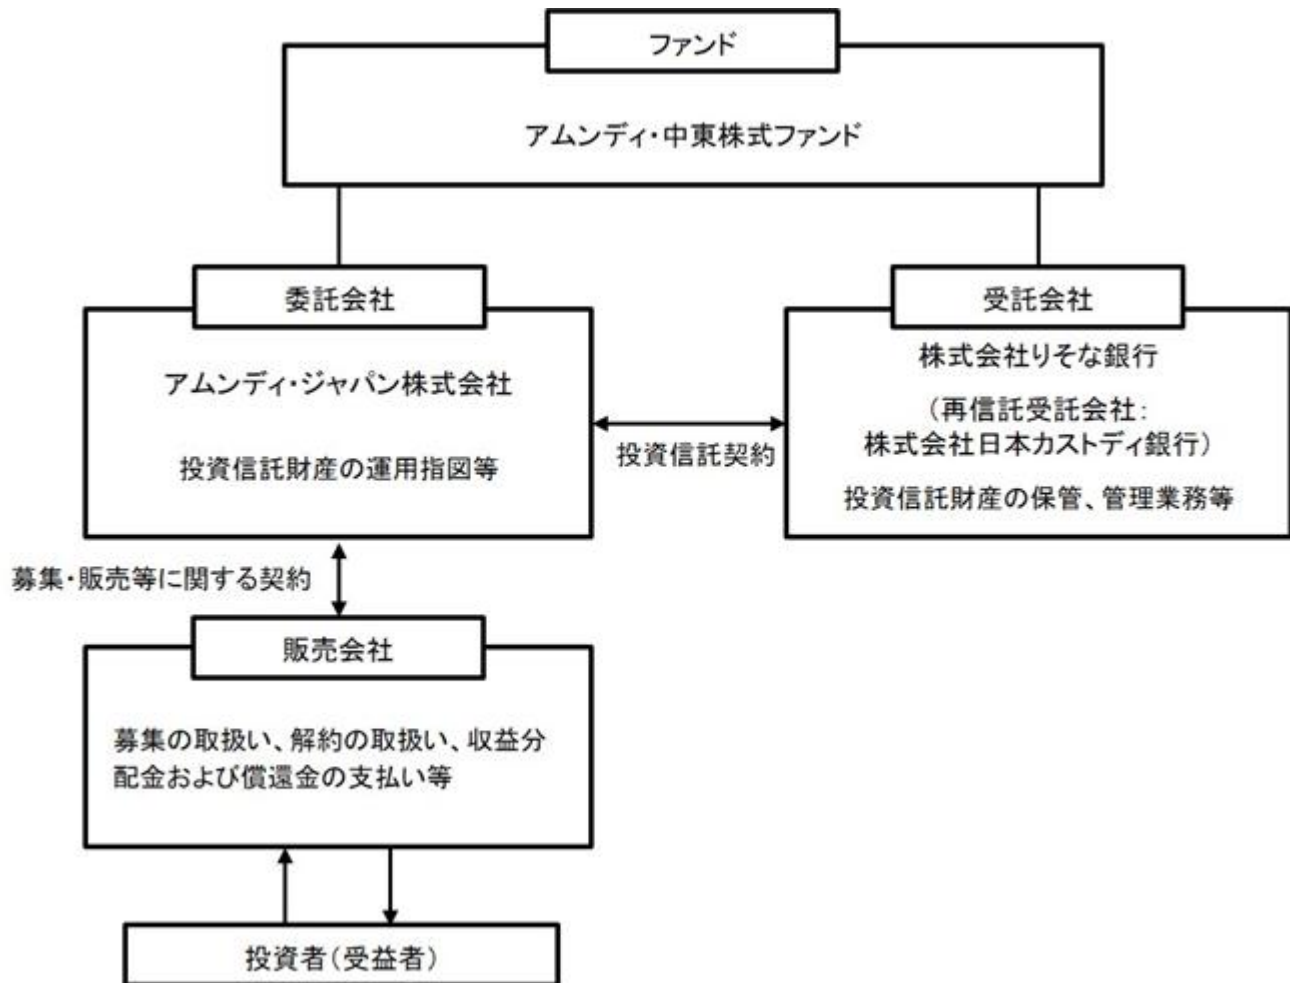 ファンド
アムンディ・中東株式ファンド
委託会社
アムンディ・ジャパン株式会社
投資信託財産の運用指図等
投資信託契約
受託会社
株式会社りそな銀行
（再信託受託会社：
株式会社日本カストディ銀行）
投資信託財産の保管、管理業務等
募集・販売等に関する契約
販売会社
募集の取扱い、解約の取扱い、収益分
配金および償還金の支払い等
投資者（受益者）